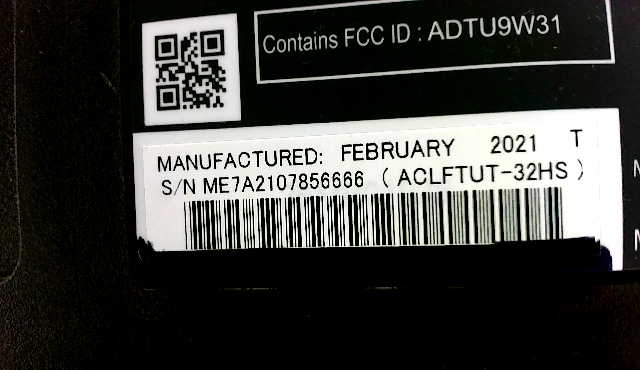 Contains FCC ID : ADTU9W31
MANUFACTURED: FEBRUARY 2021 T
S/N ME7A2107856666 ( ACLFTUT-32HS )